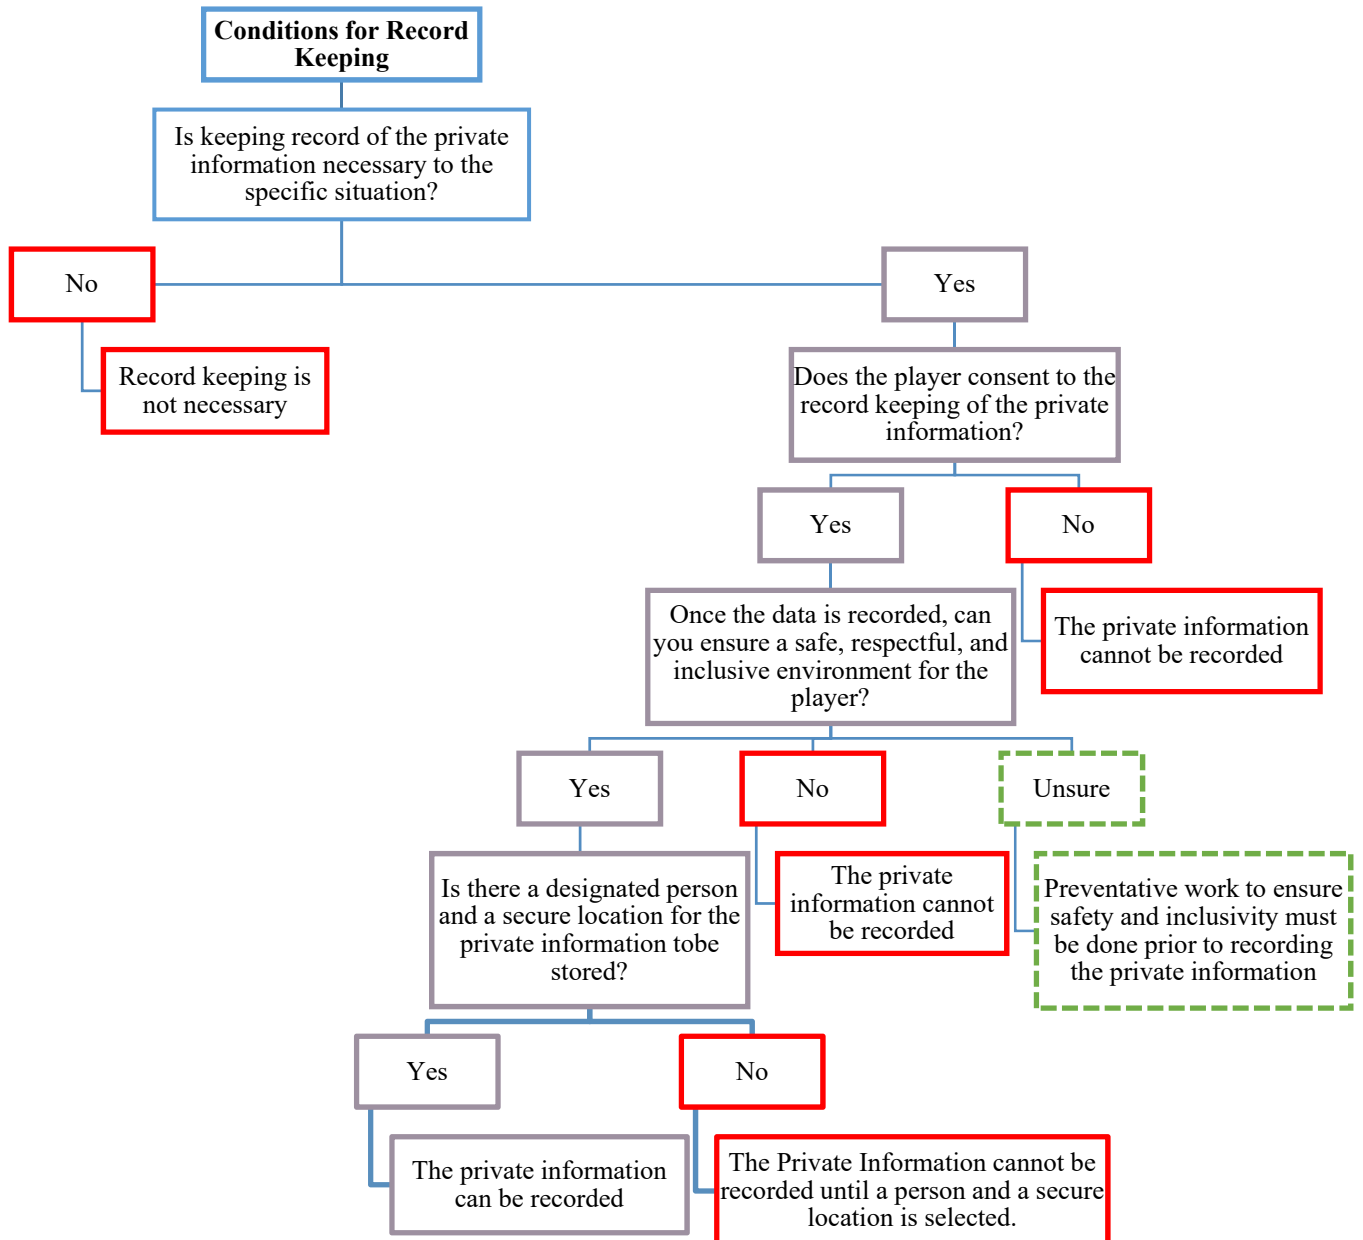 Conditions for Record
Keeping
Is keeping record of the private
information necessary to the
specific situation?
No
Yes
Record keeping is
not necessary
Does the player consent to the
record keeping of the private
information?
Yes
No
Once the data is recorded, can
you ensure a safe, respectful, and
inclusive environment for the
player?
The private information
cannot be recorded
Yes
No
Unsure
Is there a designated person
and a secure location for the
private information tobe
stored?
The private
information cannot
be recorded
Preventative work to ensure
safety and inclusivity must
be done prior to recording
the private information
Yes
No
The private information
can be recorded
The Private Information cannot be
recorded until a person and a secure
location is selected.